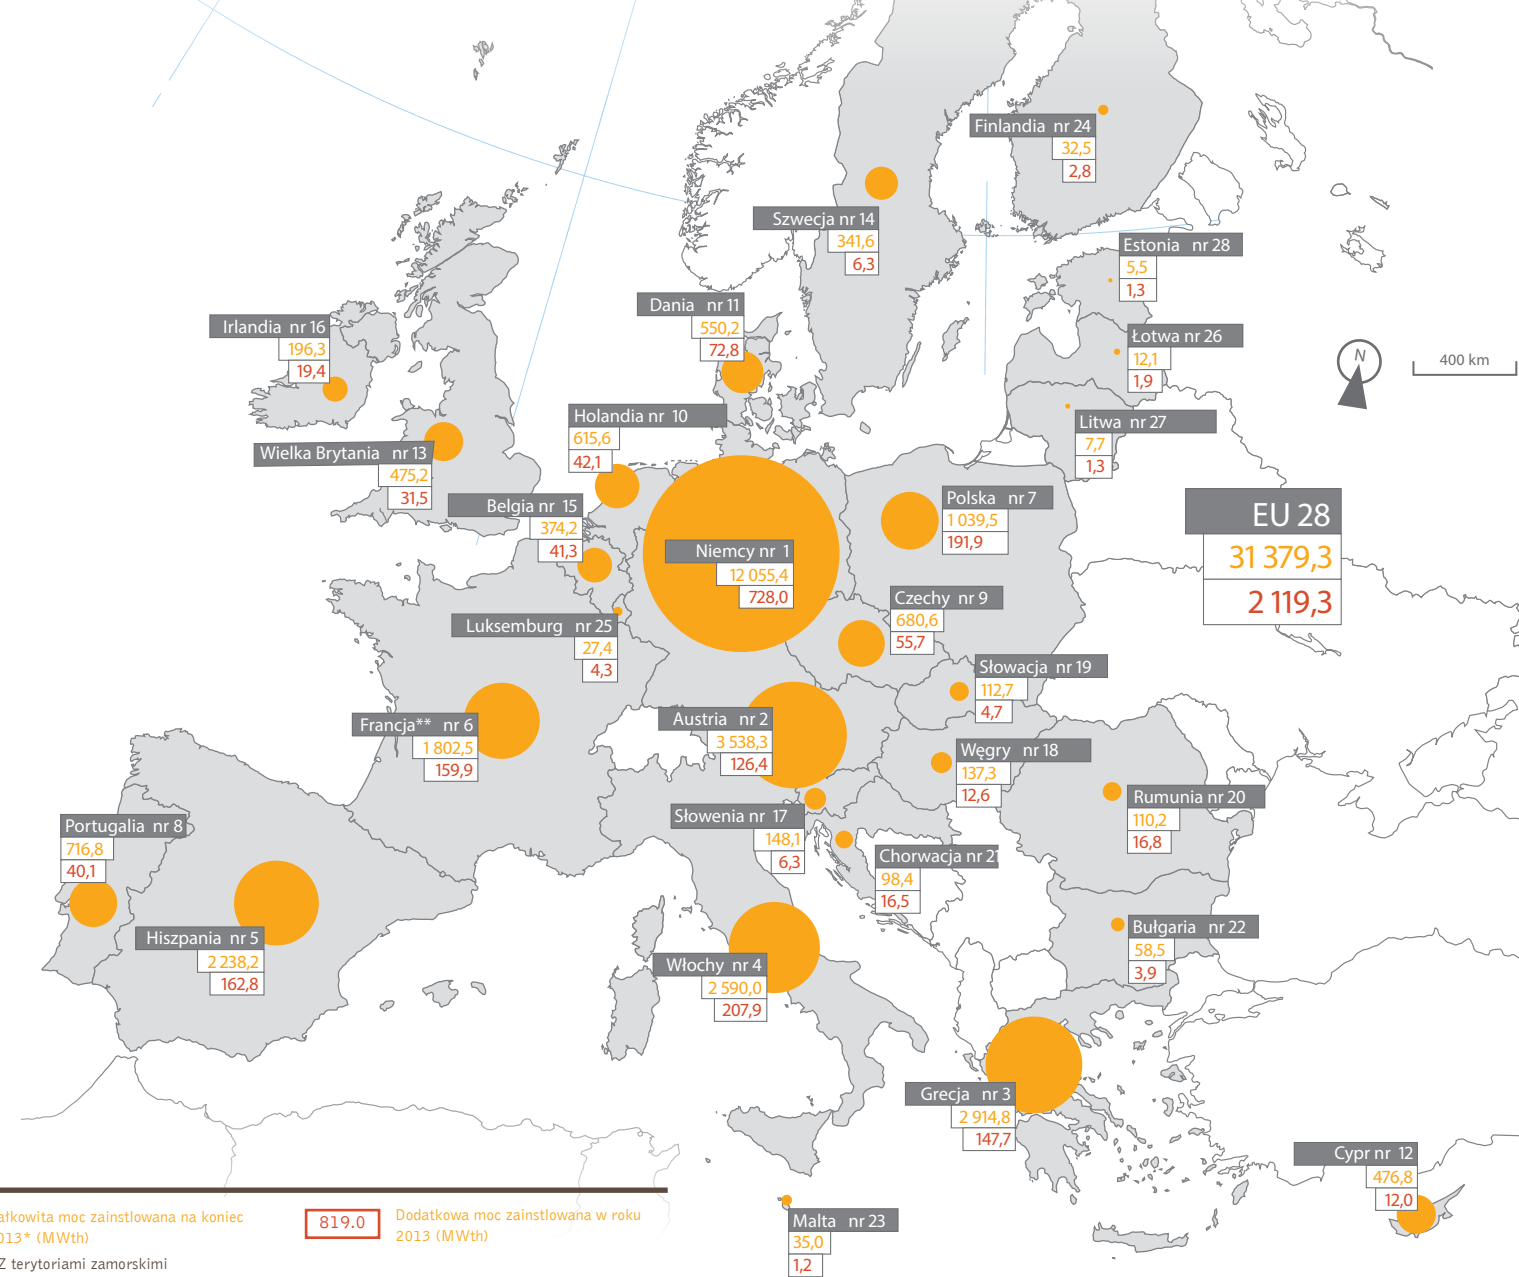 Finlandia nr 24
32,5
2,8
Szwecja nr 14
341,6
6,3
Estonia nr 28
5,5
1,3
Dania nr 11
550,2
72,8
Irlandia nr 16
196,3
19,4
Łotwa nr 26
12,1
1,9
N
400 km
Holandia nr 10
615,6
42,1
Litwa nr 27
7,7
1,3
Wielka Brytania nr 13
475,2
31,5
Belgia nr 15
374,2
41,3
Polska nr 7
1 039,5
191,9
EU 28
31 379,3
2 119,3
Niemcy nr 1
12 055,4
728,0
Czechy nr 9
680,6
55,7
Luksemburg nr 25
27,4
4,3
Słowacja nr 19
112,7
4,7
Francja** nr 6
1 802,5
159,9
Austria nr 2
3 538,3
126,4
Węgry nr 18
137,3
12,6
Rumunia nr 20
110,2
16,8
Portugalia nr 8
716,8
40,1
Słowenia nr 17
148,1
6,3
Chorwacja nr 21
98,4
16,5
Hiszpania nr 5
2 238,2
162,8
Bułgaria nr 22
58,5
3,9
Włochy nr 4
2 590,0
207,9
Grecja nr 3
2 914,8
147,7
Cypr nr 12
476,8
12,0
Malta nr 23
35,0
1,2
ałkowita moc zainstlowana na koniec
013* (MWth)
819.0
Dodatkowa moc zainstlowana w roku
2013 (MWth)
Z terytoriami zamorskimi